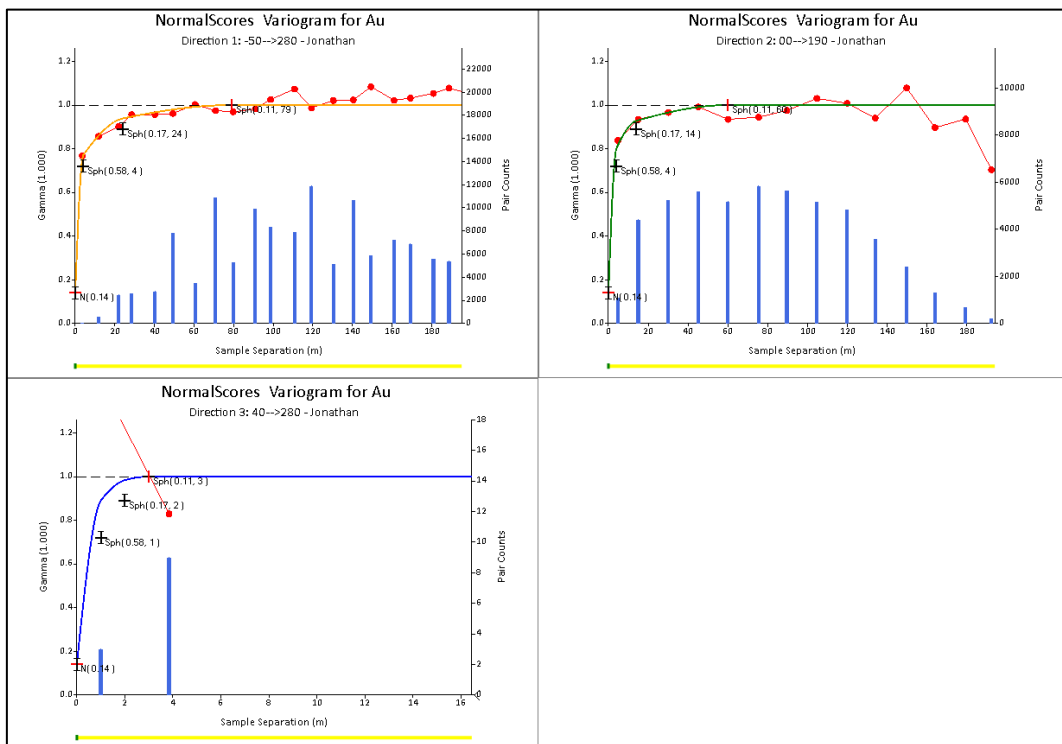 NormalScores Variogram for Au
Direction 1: -50-->280 - Jonathan
Gamma (1.000)
1.2
1.0
0.8
0.6
0.4
0.2
0.0
Sph( 0.11, 79 )
Sph( 0.17, 24 )
Sph( 0.58, 4 )
N( 0.14 )
22000
20000
18000
16000
14000
12000
10000
8000
6000
4000
2000
0
Pair Counts
0 20 40 60 80 100 120 140 160 180
Sample Separation (m)
NormalScores Variogram for Au
Direction 2: 00-->190 - Jonathan
Gamma (1.000)
1.2
1.0
0.8
0.6
0.4
0.2
0.0
Sph( 0.11, 60 )
Sph( 0.17, 14 )
Sph( 0.58, 4 )
N( 0.14 )
10000
8000
6000
4000
2000
0
Pair Counts
0 20 40 60 80 100 120 140 160 180
Sample Separation (m)
NormalScores Variogram for Au
Direction 3: 40-->280 - Jonathan
Gamma (1.000)
1.2
1.0
0.8
0.6
0.4
0.2
0.0
Sph( 0.11, 3 )
Sph( 0.17, 2 )
Sph( 0.58, 1 )
N( 0.14 )
18
16
14
12
10
8
6
4
2
0
Pair Counts
0 2 4 6 8 10 12 14 16
Sample Separation (m)